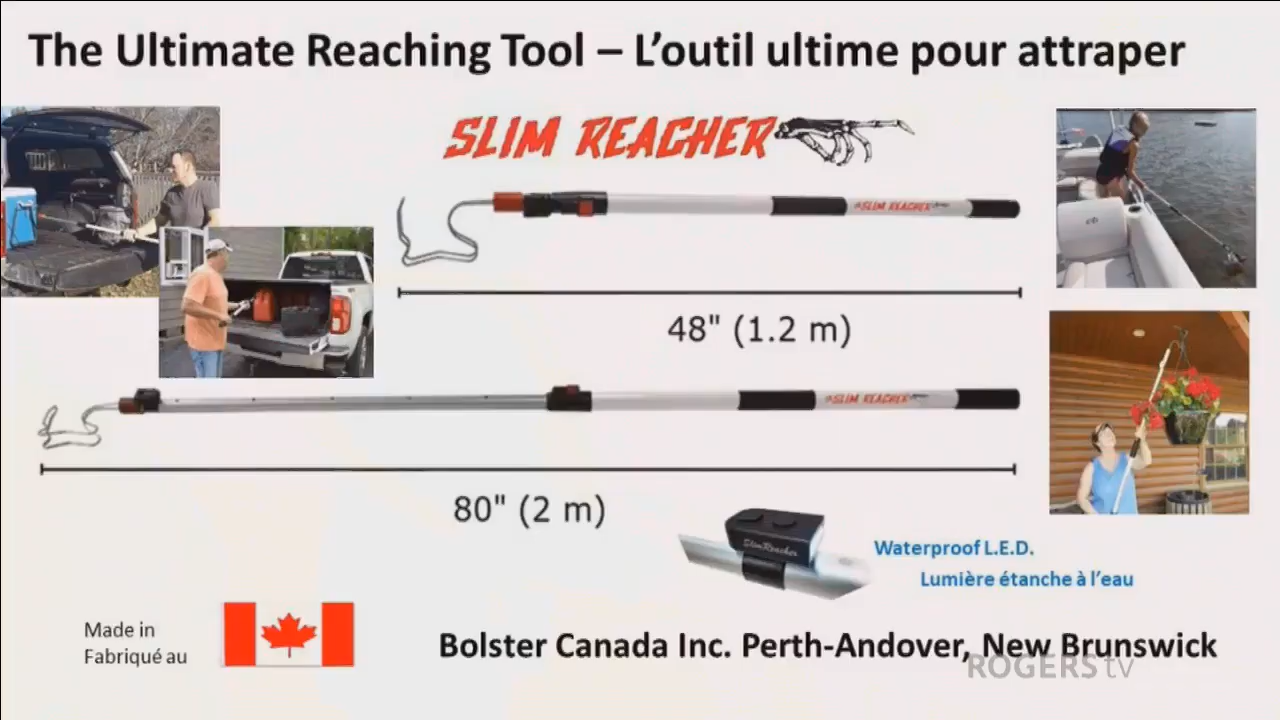 The Ultimate Reaching Tool – L'outil ultime pour attraper
SLIM REACHER
SLIM REACHER
48" (1.2 m)
SLIM REACHER
80" (2 m)
SlimReacher
Waterproof L.E.D.
Lumière étanche à l'eau
Made in
Fabriqué au
Bolster Canada Inc. Perth-Andover, New Brunswick
ROGERS tv